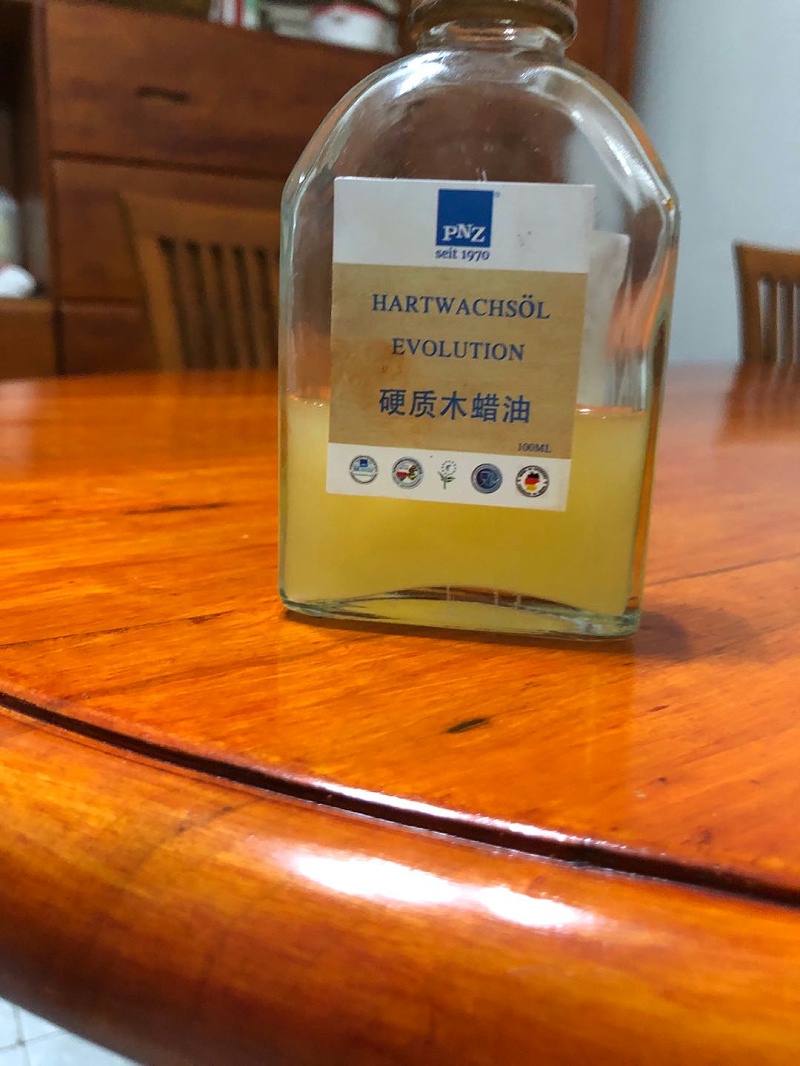 PNZ
seit 1970
HARTWACHSÖL
EVOLUTION
硬质木蜡油
100ML